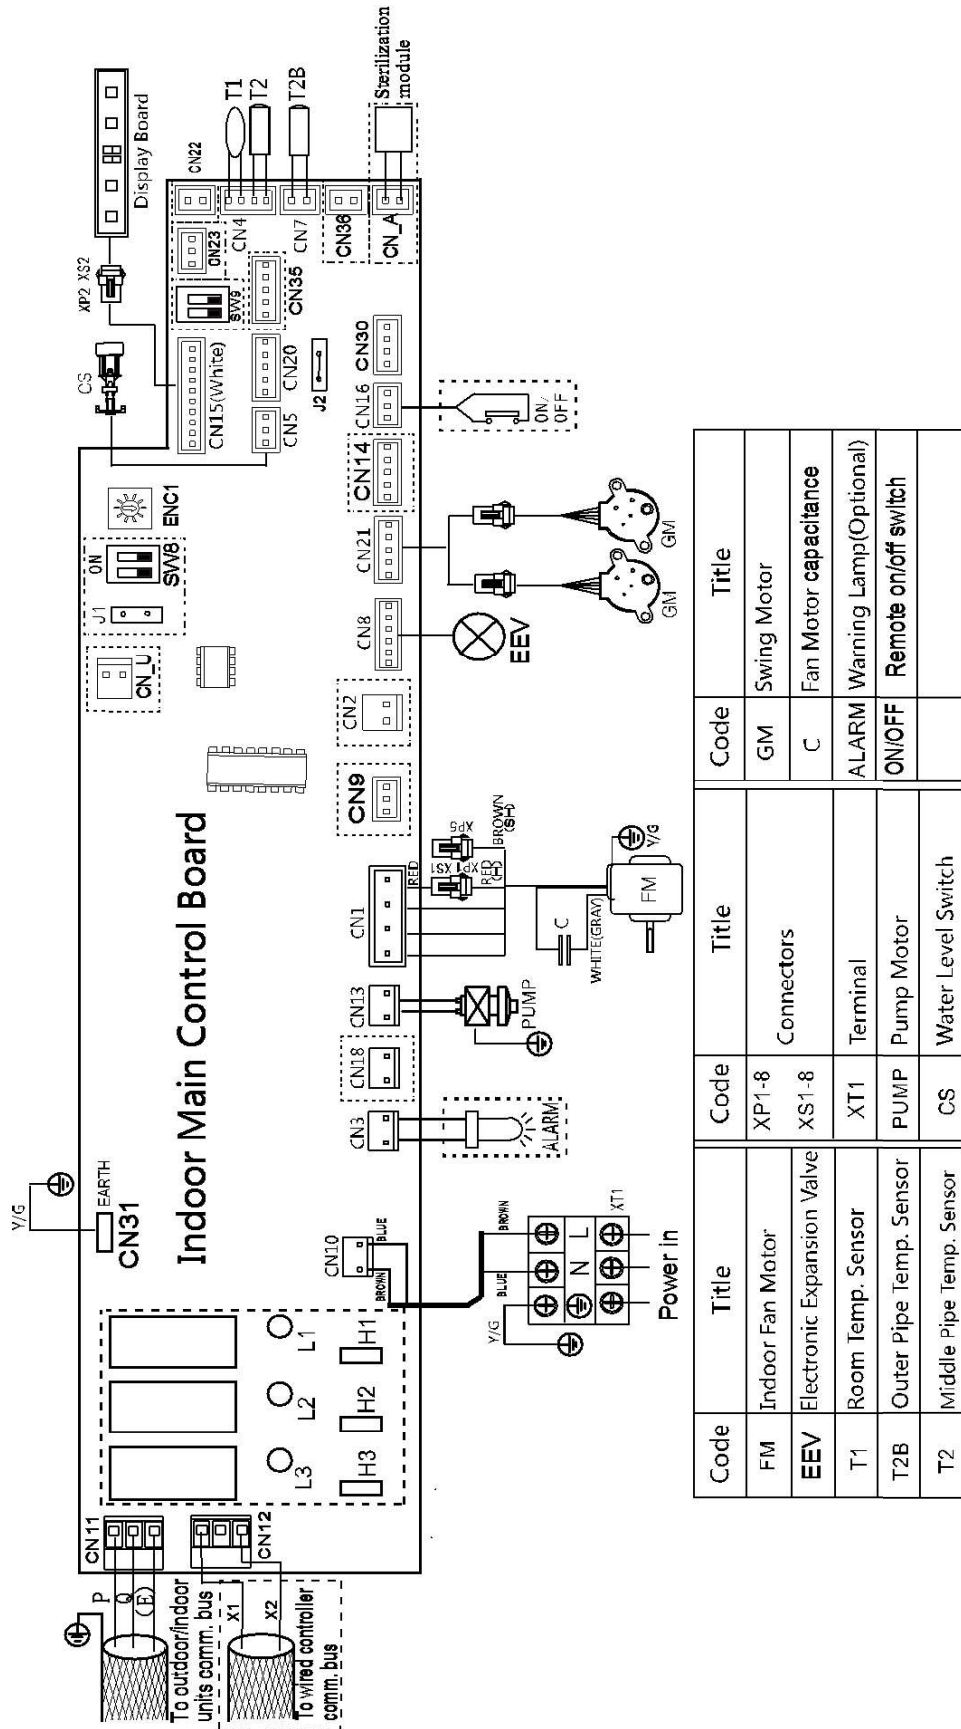 Indoor Main Control Board
Y/G
EARTH
CN31
CN11
P
Q
(E)
To outdoor/indoor
units comm. bus
CN12
X1
X2
To wired controller
comm. bus
L3
L2
L1
H3
H2
H1
CN10
BROWN
BLUE
Y/G
BLUE
BROWN
N
L
XT1
Power in
CN3
ALARM
CN18
CN13
PUMP
CN1
RED
XS1
XP1
RED
(H)
XP5
BROWN
(SH)
C
WHITE(GRAY)
FM
Y/G
CN9
CN2
CN8
EEV
CN21
GM
GM
CN14
CN16
ON/
OFF
CN30
CN_U
J1
ON
SW8
ENC1
CS
XP2 XS2
Display Board
CN15(White)
CN5
CN20
J2
SW9
CN35
CN23
CN22
CN4
T1
T2
CN7
T2B
CN36
CN_A
Sterilization
module
Code Title Code Title Code Title
FM Indoor Fan Motor XP1-8 Connectors GM Swing Motor
EEV Electronic Expansion Valve XS1-8 C Fan Motor capacitance
T1 Room Temp. Sensor XT1 Terminal ALARM Warning Lamp(Optional)
T2B Outer Pipe Temp. Sensor PUMP Pump Motor ON/OFF Remote on/off switch
T2 Middle Pipe Temp. Sensor CS Water Level Switch